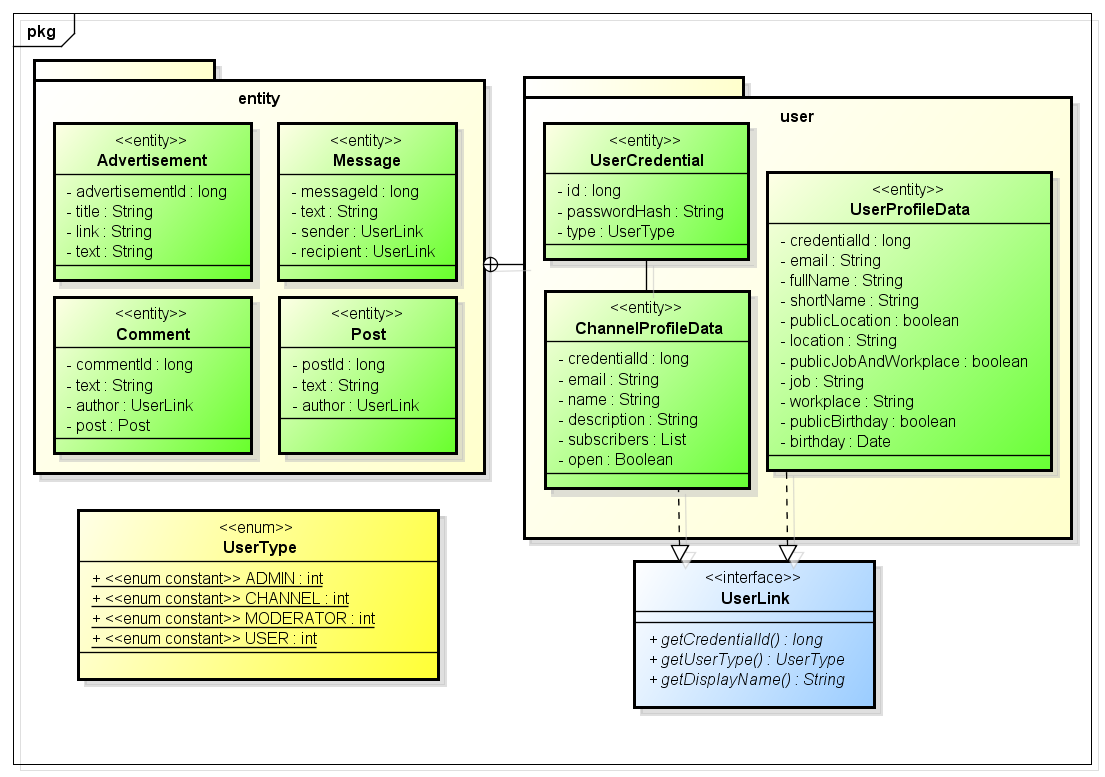 pkg
entity
<<entity>>
Advertisement
- advertisementId : long
- title : String
- link : String
- text : String
<<entity>>
Message
- messageId : long
- text : String
- sender : UserLink
- recipient : UserLink
<<entity>>
Comment
- commentId : long
- text : String
- author : UserLink
- post : Post
<<entity>>
Post
- postId : long
- text : String
- author : UserLink
user
<<entity>>
UserCredential
- id : long
- passwordHash : String
- type : UserType
<<entity>>
ChannelProfileData
- credentialId : long
- email : String
- name : String
- description : String
- subscribers : List
- open : Boolean
<<entity>>
UserProfileData
- credentialId : long
- email : String
- fullName : String
- shortName : String
- publicLocation : boolean
- location : String
- publicJobAndWorkplace : boolean
- job : String
- workplace : String
- publicBirthday : boolean
- birthday : Date
<<enum>>
UserType
+ <<enum constant>> ADMIN : int
+ <<enum constant>> CHANNEL : int
+ <<enum constant>> MODERATOR : int
+ <<enum constant>> USER : int
<<interface>>
UserLink
+ getCredentialId() : long
+ getUserType() : UserType
+ getDisplayName() : String